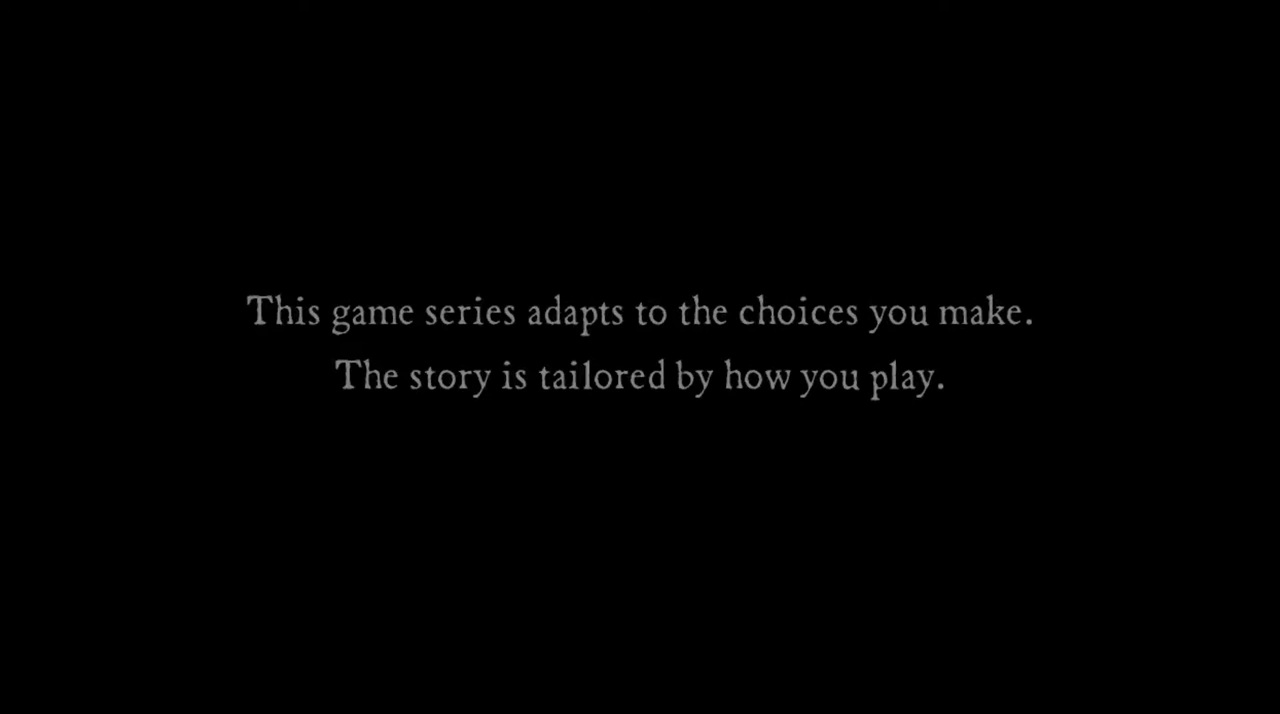 This game series adapts to the choices you make.
The story is tailored by how you play.